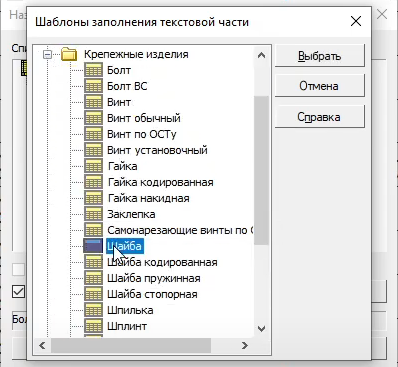 Наз
Шаблоны заполнения текстовой части
Спи
Крепежные изделия
Болт
Болт ВС
Винт
Винт обычный
Винт по ОСТу
Винт установочный
Гайка
Гайка кодированная
Гайка накидная
Заклепка
Самонарезающие винты по О
Шайба
Шайба кодированная
Шайба пружинная
Шайба стопорная
Шпилька
Шплинт
Выбрать
Отмена
Справка
Бол